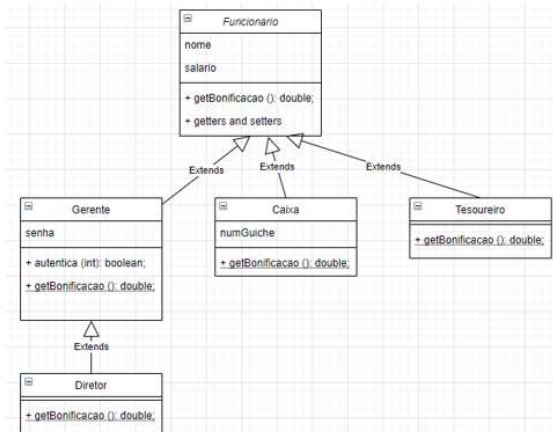 Funcionario
nome
salario
+ getBonificacao (): double;
+ getters and setters
Extends
Extends
Extends
Gerente
senha
+ autentica (int): boolean;
+ getBonificacao (): double;
Caixa
numGuiche
+ getBonificacao (): double;
Tesoureiro
+ getBonificacao (): double;
Extends
Diretor
+ getBonificacao (): double;